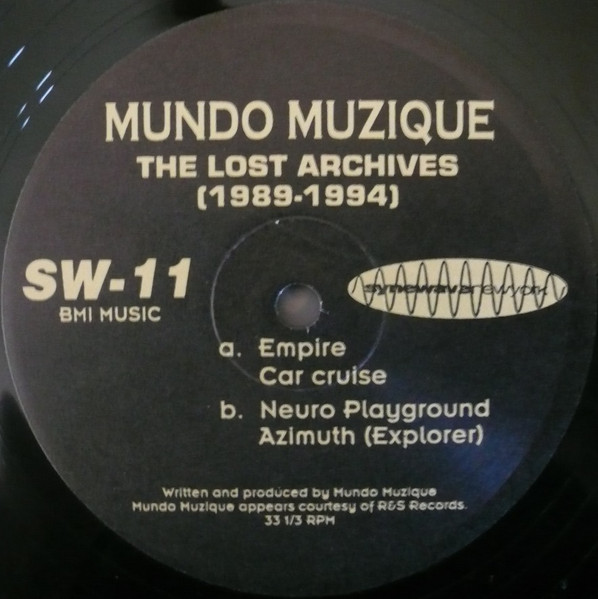 MUNDO MUZIQUE
THE LOST ARCHIVES
(1989-1994)
SW-11
BMI MUSIC
synewavenewyork
a. Empire
Car cruise
b. Neuro Playground
Azimuth (Explorer)
Written and produced by Mundo Muzique
Mundo Muzique appears courtesy of R&S Records.
33 1/3 RPM